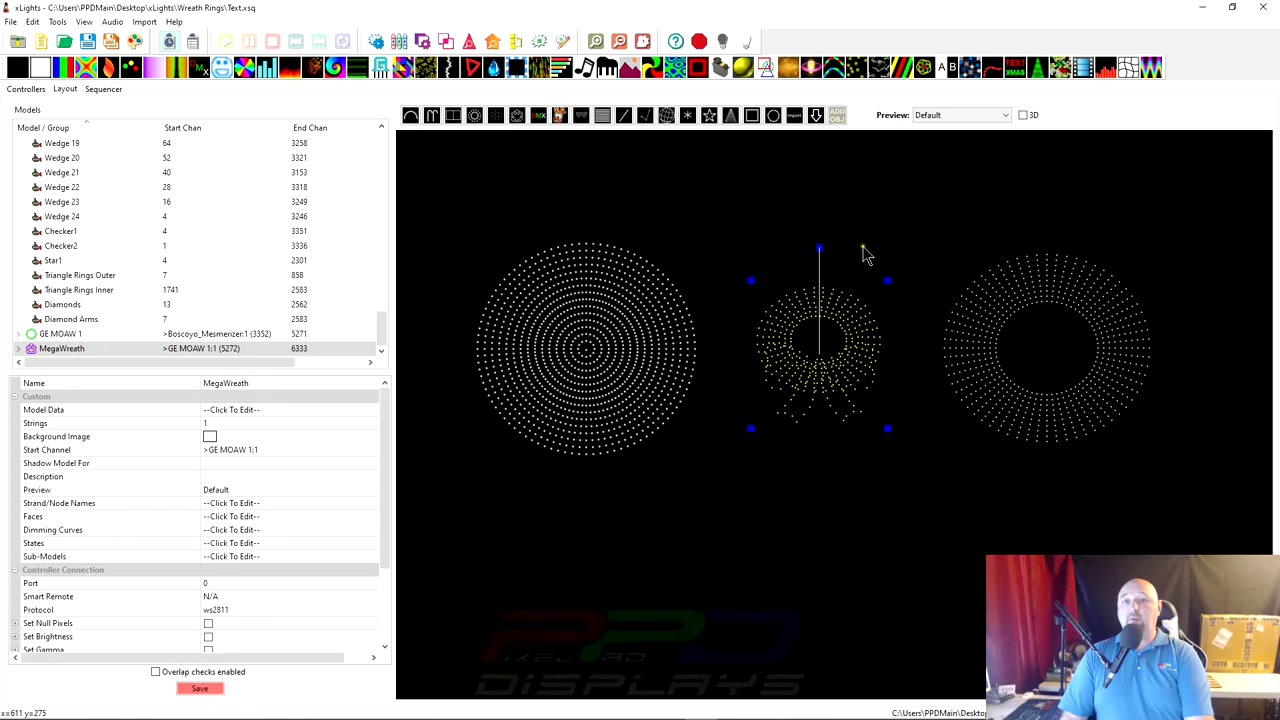 xLights - C:\Users\PPDMain\Desktop\xLights\Wreath Rings\Text.xsq
File Edit Tools View Audio Import Help
Controllers Layout Sequencer
Models
Preview: Default 3D
Model / Group Start Chan End Chan
Wedge 19 64 3258
Wedge 20 52 3321
Wedge 21 40 3153
Wedge 22 28 3318
Wedge 23 16 3249
Wedge 24 4 3246
Checker1 4 3351
Checker2 1 3336
Star1 4 2301
Triangle Rings Outer 7 858
Triangle Rings Inner 1741 2583
Diamonds 13 2562
Diamond Arms 7 2583
GE MOAW 1 >Boscoyo_Mesmerizer:1 (3352) 5271
MegaWreath >GE MOAW 1:1 (5272) 6333
Name MegaWreath
Custom
Model Data --Click To Edit--
Strings 1
Background Image
Start Channel >GE MOAW 1:1
Shadow Model For
Description
Preview Default
Strand/Node Names --Click To Edit--
Faces --Click To Edit--
Dimming Curves --Click To Edit--
States --Click To Edit--
Sub-Models --Click To Edit--
Controller Connection
Port 0
Smart Remote N/A
Protocol ws2811
Set Null Pixels
Set Brightness
Set Gamma
Overlap checks enabled
Save
PPD
DISPLAYS
x=611 y=275
C:\Users\PPDMain\Desktop